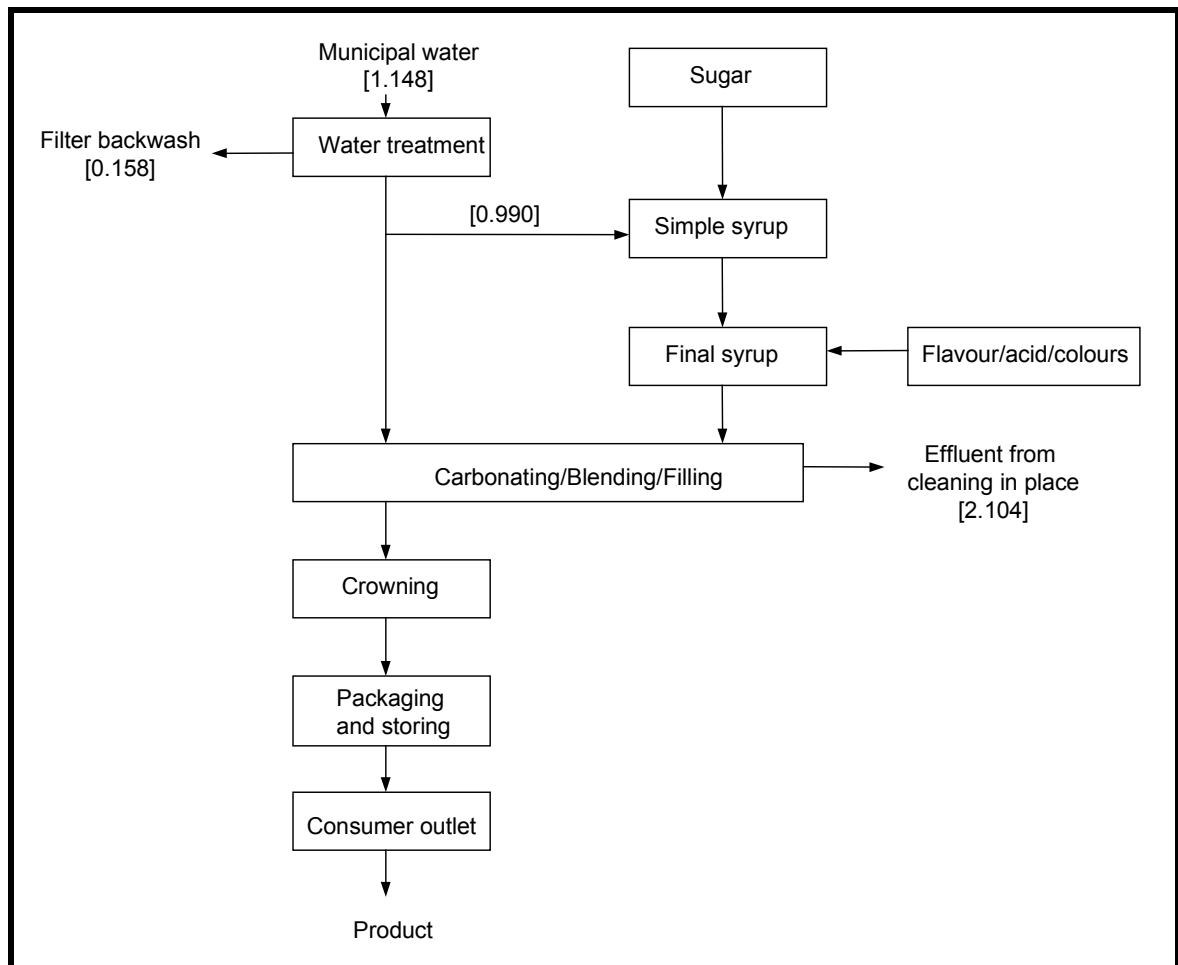 Municipal water
[1.148]
Sugar
Filter backwash
[0.158]
Water treatment
[0.990]
Simple syrup
Final syrup
Flavour/acid/colours
Carbonating/Blending/Filling
Effluent from
cleaning in place
[2.104]
Crowning
Packaging
and storing
Consumer outlet
Product